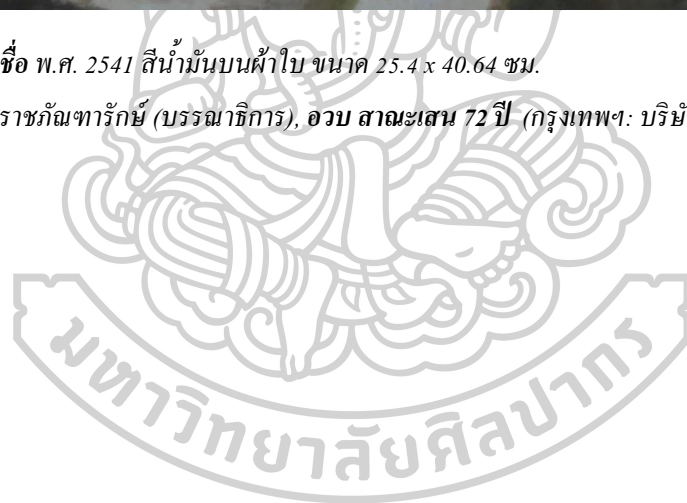 ชื่อ พ.ศ. 2541 สีน้ำมันบนผ้าใบ ขนาด 25.4 x 40.64 ซม.
ราชภัณฑารักษ์ (บรรณาธิการ), อวบ สาณะเสน 72 ปี (กรุงเทพฯ: บริษั
มหาวิทยาลัยศิลปากร